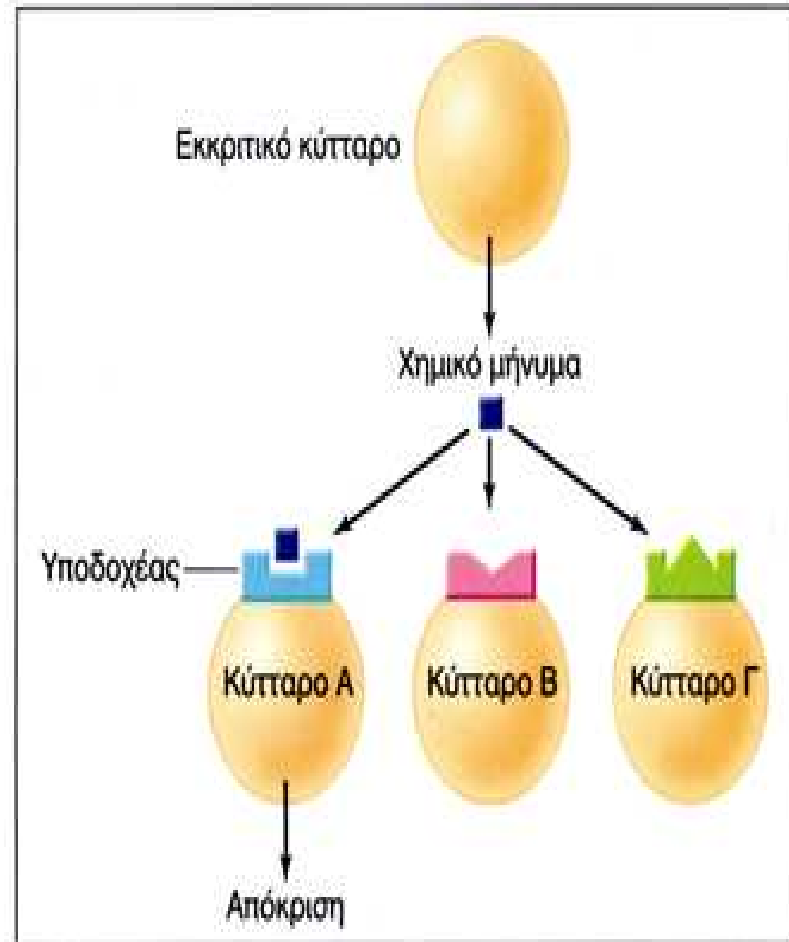 Εκκριτικό κύτταρο
Χημικό μήνυμα
Υποδοχέας
Κύτταρο Α
Κύτταρο Β
Κύτταρο Γ
Απόκριση